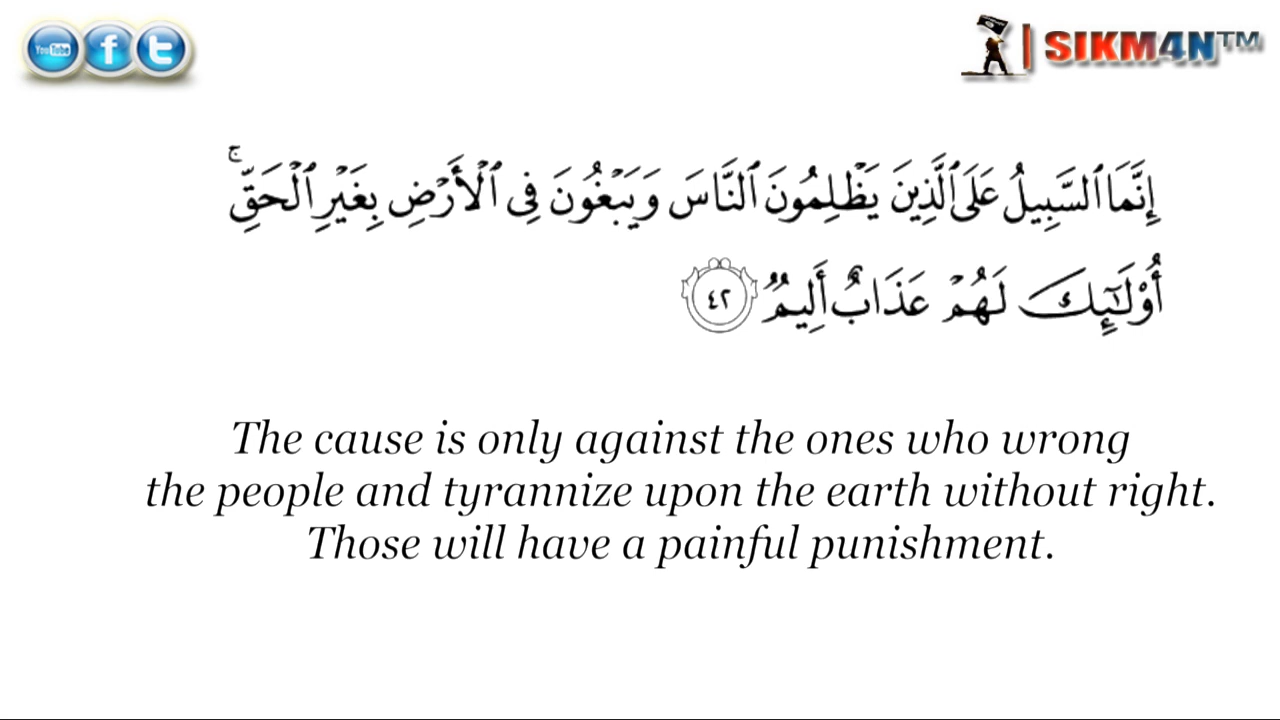 You Tube f t
SIKM4N™
إِنَّمَا ٱلسَّبِيلُ عَلَى ٱلَّذِينَ يَظْلِمُونَ ٱلنَّاسَ وَيَبْغُونَ فِى ٱلْأَرْضِ بِغَيْرِ ٱلْحَقِّ ۚ
أُو۟لَـٰٓئِكَ لَهُمْ عَذَابٌ أَلِيمٌ ٤٢
The cause is only against the ones who wrong
the people and tyrannize upon the earth without right.
Those will have a painful punishment.